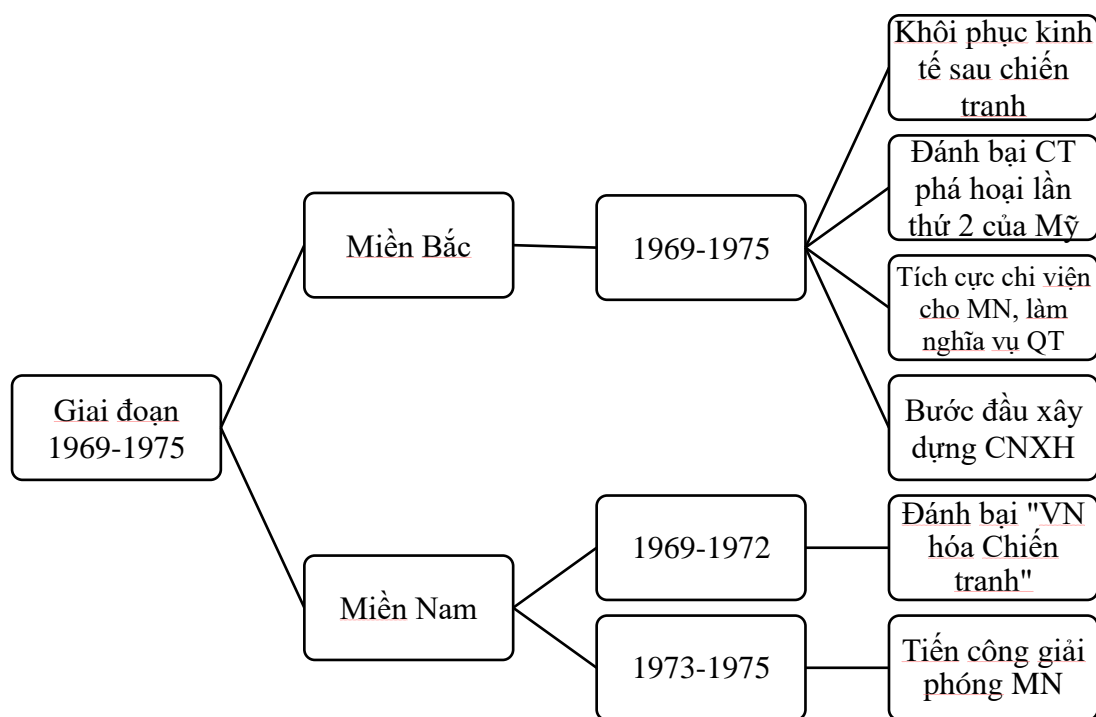 Giai đoạn
1969-1975
Miền Bắc
1969-1975
Khôi phục kinh
tế sau chiến
tranh
Đánh bại CT
phá hoại lần
thứ 2 của Mỹ
Tích cực chi viện
cho MN, làm
nghĩa vụ QT
Bước đầu xây
dựng CNXH
Miền Nam
1969-1972
Đánh bại "VN
hóa Chiến
tranh"
1973-1975
Tiến công giải
phóng MN